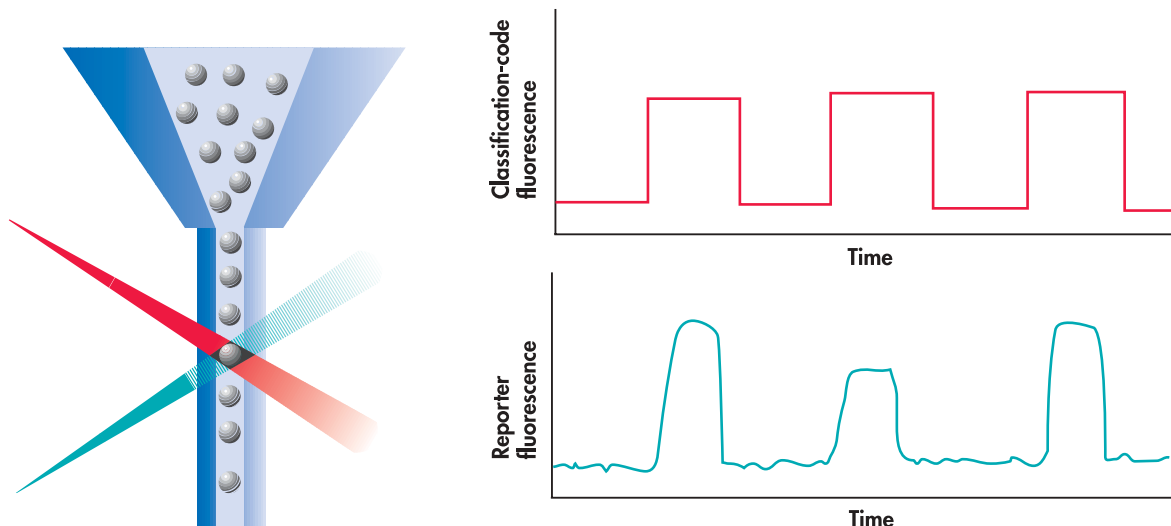 Classification-code
fluorescence
Time
Reporter
fluorescence
Time